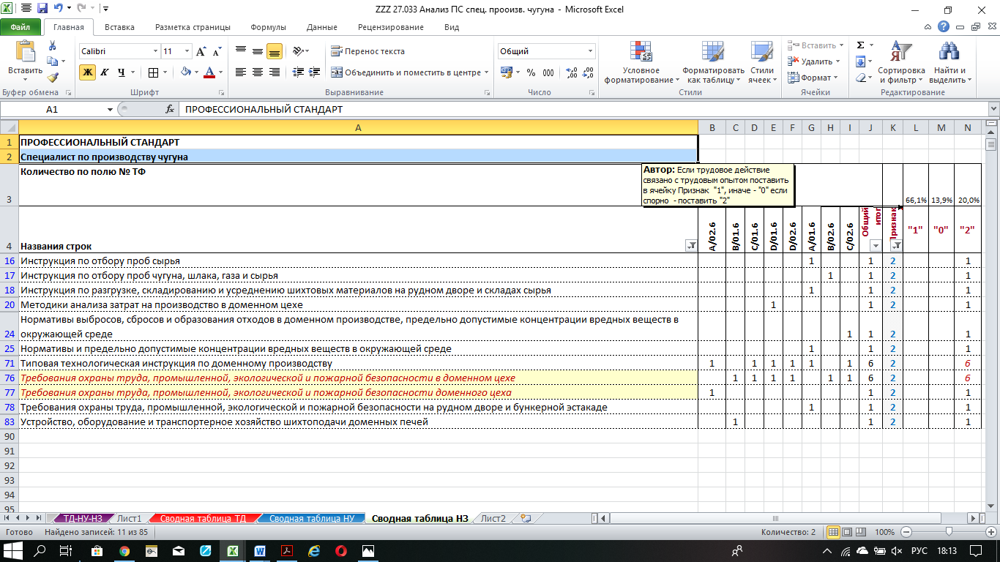 ZZZ 27.033 Анализ ПС спец. прооизв. чугуна - Microsoft Excel
Файл Главная Вставка Разметка страницы Формулы Данные Рецензирование Вид
Calibri 11 Перенос текста Общий Вставить
Вставить Ж К Ч Объединить и поместить в центре % 000 Условное форматирование Форматировать как таблицу Стили ячеек Удалить Формат Сортировка и фильтр Найти и выделить
Буфер обмена Шрифт Выравнивание Число Стили Ячейки Редактирование
A1 fx ПРОФЕССИОНАЛЬНЫЙ СТАНДАРТ
A B C D E F G H I J K L M N
1 ПРОФЕССИОНАЛЬНЫЙ СТАНДАРТ
2 Специалист по производству чугуна
3 Количество по полю № ТФ 66,1% 13,9% 20,0%
Автор: Если трудовое действие
связано с трудовым опытом поставить
в ячейку Признак "1", иначе - "0" если
спорно - поставить "2"
4 Названия строк A/02.6 B/01.6 C/01.6 D/01.6 D/02.6 A/01.6 B/02.6 C/02.6 Общий итог Признак "1" "0" "2"
16 Инструкция по отбору проб сырья 1 1 2 1
17 Инструкция по отбору проб чугуна, шлака, газа и сырья 1 1 2 1
18 Инструкция по разгрузке, складированию и усреднению шихтовых материалов на рудном дворе и складах сырья 1 1 2 1
20 Методики анализа затрат на производство в доменном цехе 1 1 2 1
Нормативы выбросов, сбросов и образования отходов в доменном производстве, предельно допустимые концентрации вредных веществ в
24 окружающей среде 1 1 2 1
25 Нормативы и предельно допустимые концентрации вредных веществ в окружающей среде 1 1 2 1
71 Типовая технологическая инструкция по доменному производству 1 1 1 1 1 1 6 2 6
76 Требования охраны труда, промышленной, экологической и пожарной безопасности в доменном цехе 1 1 1 1 1 1 6 2 6
77 Требования охраны труда, промышленной, экологической и пожарной безопасности доменного цеха 1 1 2 1
78 Требования охраны труда, промышленной, экологической и пожарной безопасности на рудном дворе и бункерной эстакаде 1 1 2 1
83 Устройство, оборудование и транспортерное хозяйство шихтоподачи доменных печей 1 1 2 1
90
91
92
93
94
95
ТД-НУ-НЗ Лист1 Сводная таблица ТД Сводная таблица НУ Сводная таблица НЗ Лист2
Готово Найдено записей: 11 из 85 Количество: 2 100%
РУС 18:13